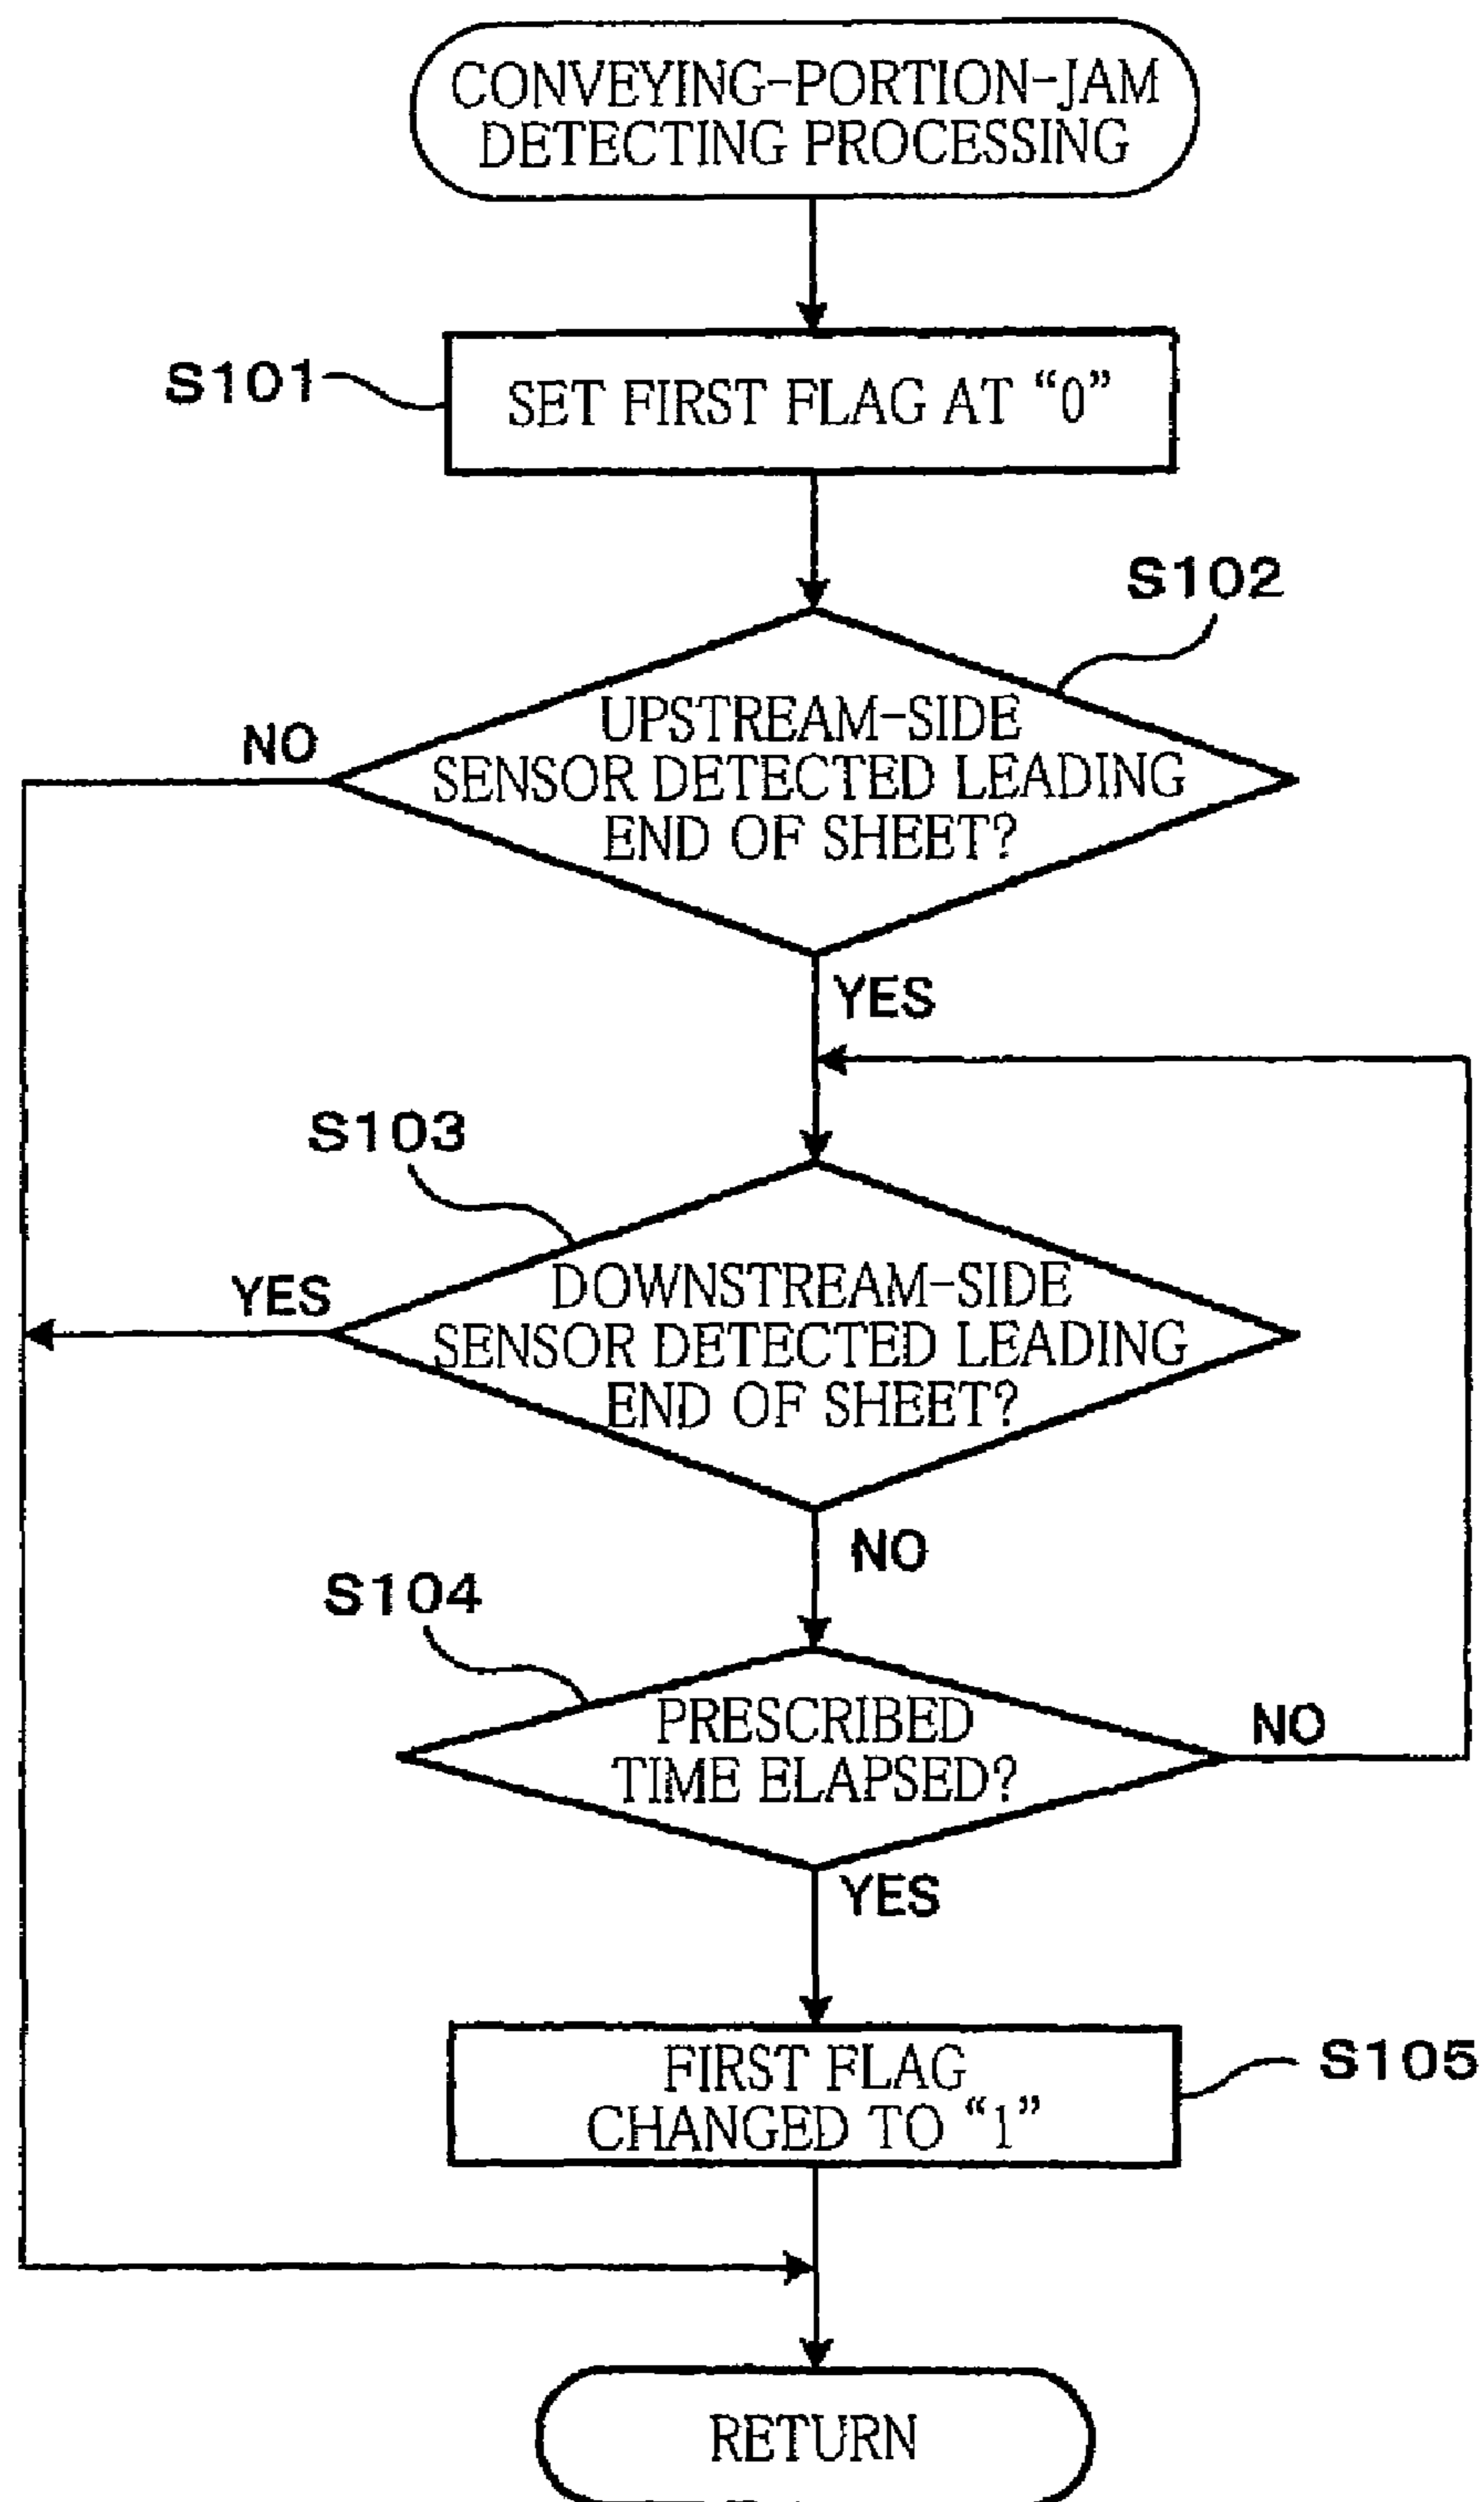 CONVEYING-PORTION-JAM
DETECTING PROCESSING
S101
SET FIRST FLAG AT “0”
S102
UPSTREAM-SIDE
SENSOR DETECTED LEADING
END OF SHEET?
NO
YES
S103
DOWNSTREAM-SIDE
SENSOR DETECTED LEADING
END OF SHEET?
YES
NO
S104
PRESCRIBED
TIME ELAPSED?
NO
YES
FIRST FLAG
CHANGED TO “1”
S105
RETURN